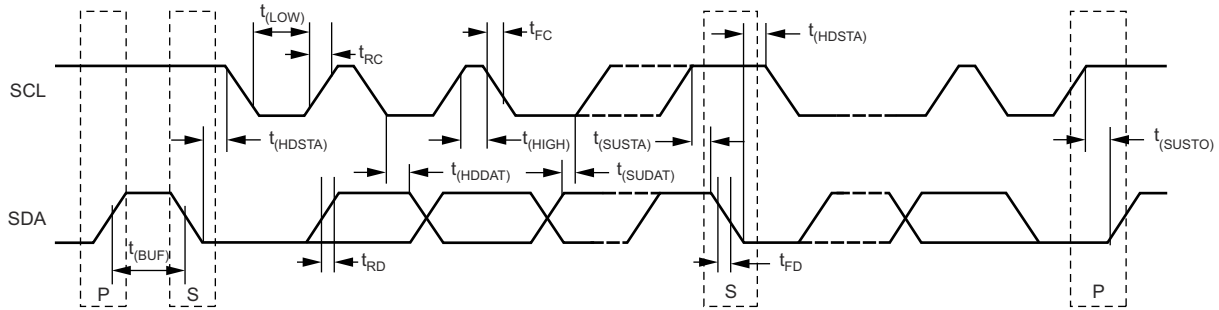 t(LOW)
tRC
tFC
t(HDSTA)
SCL
t(HDSTA)
t(HIGH)
t(SUSTA)
t(SUSTO)
t(HDDAT)
t(SUDAT)
SDA
t(BUF)
tRD
tFD
P
S
S
P